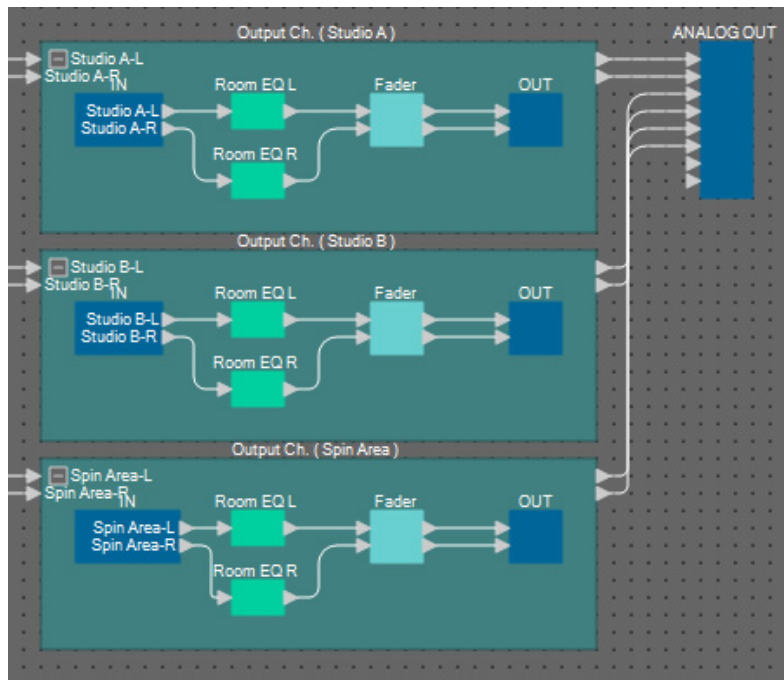 Output Ch. ( Studio A )
ANALOG OUT
Studio A-L
Studio A-R
IN
Room EQ L
Fader
OUT
Studio A-L
Studio A-R
Room EQ R
Output Ch. ( Studio B )
Studio B-L
Studio B-R
IN
Room EQ L
Fader
OUT
Studio B-L
Studio B-R
Room EQ R
Output Ch. ( Spin Area )
Spin Area-L
Spin Area-R
IN
Room EQ L
Fader
OUT
Spin Area-L
Spin Area-R
Room EQ R